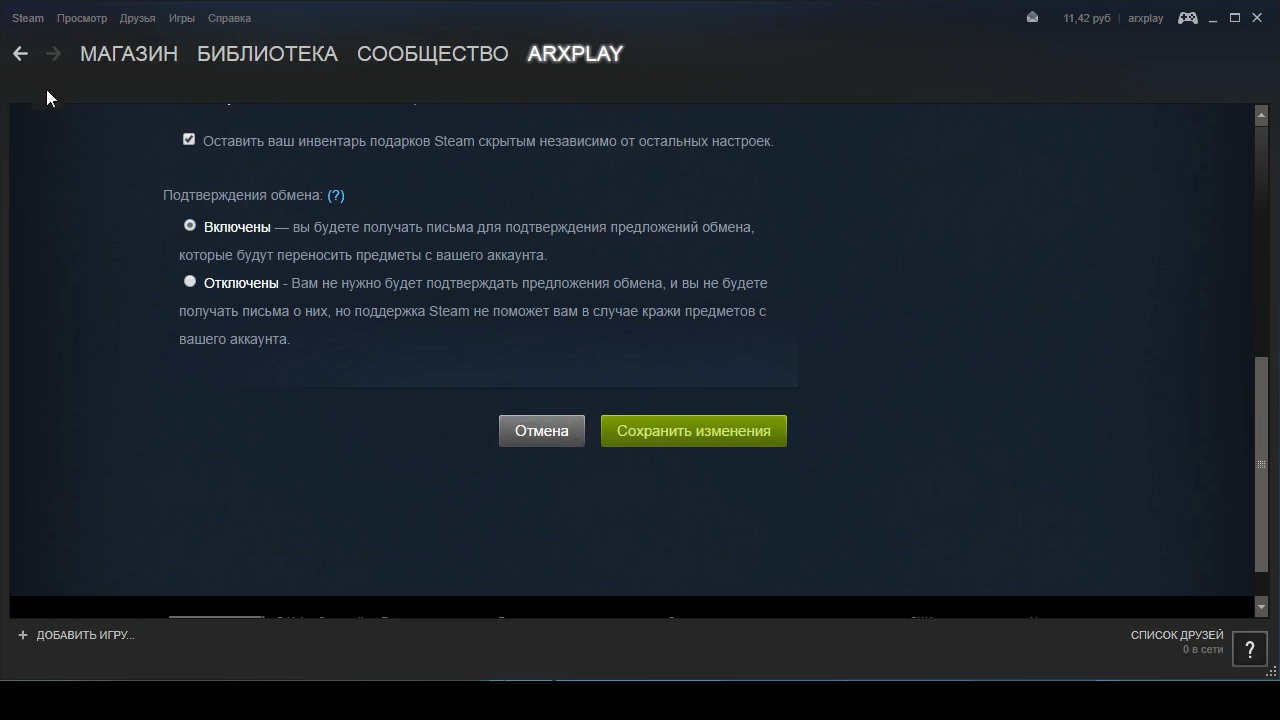 Steam Просмотр Друзья Игры Справка 11,42 руб | arxplay
МАГАЗИН БИБЛИОТЕКА СООБЩЕСТВО ARXPLAY
Оставить ваш инвентарь подарков Steam скрытым независимо от остальных настроек.
Подтверждения обмена: (?)
Включены — вы будете получать письма для подтверждения предложений обмена,
которые будут переносить предметы с вашего аккаунта.
Отключены - Вам не нужно будет подтверждать предложения обмена, и вы не будете
получать письма о них, но поддержка Steam не поможет вам в случае кражи предметов с
вашего аккаунта.
Отмена Сохранить изменения
+ ДОБАВИТЬ ИГРУ... СПИСОК ДРУЗЕЙ
0 в сети ?